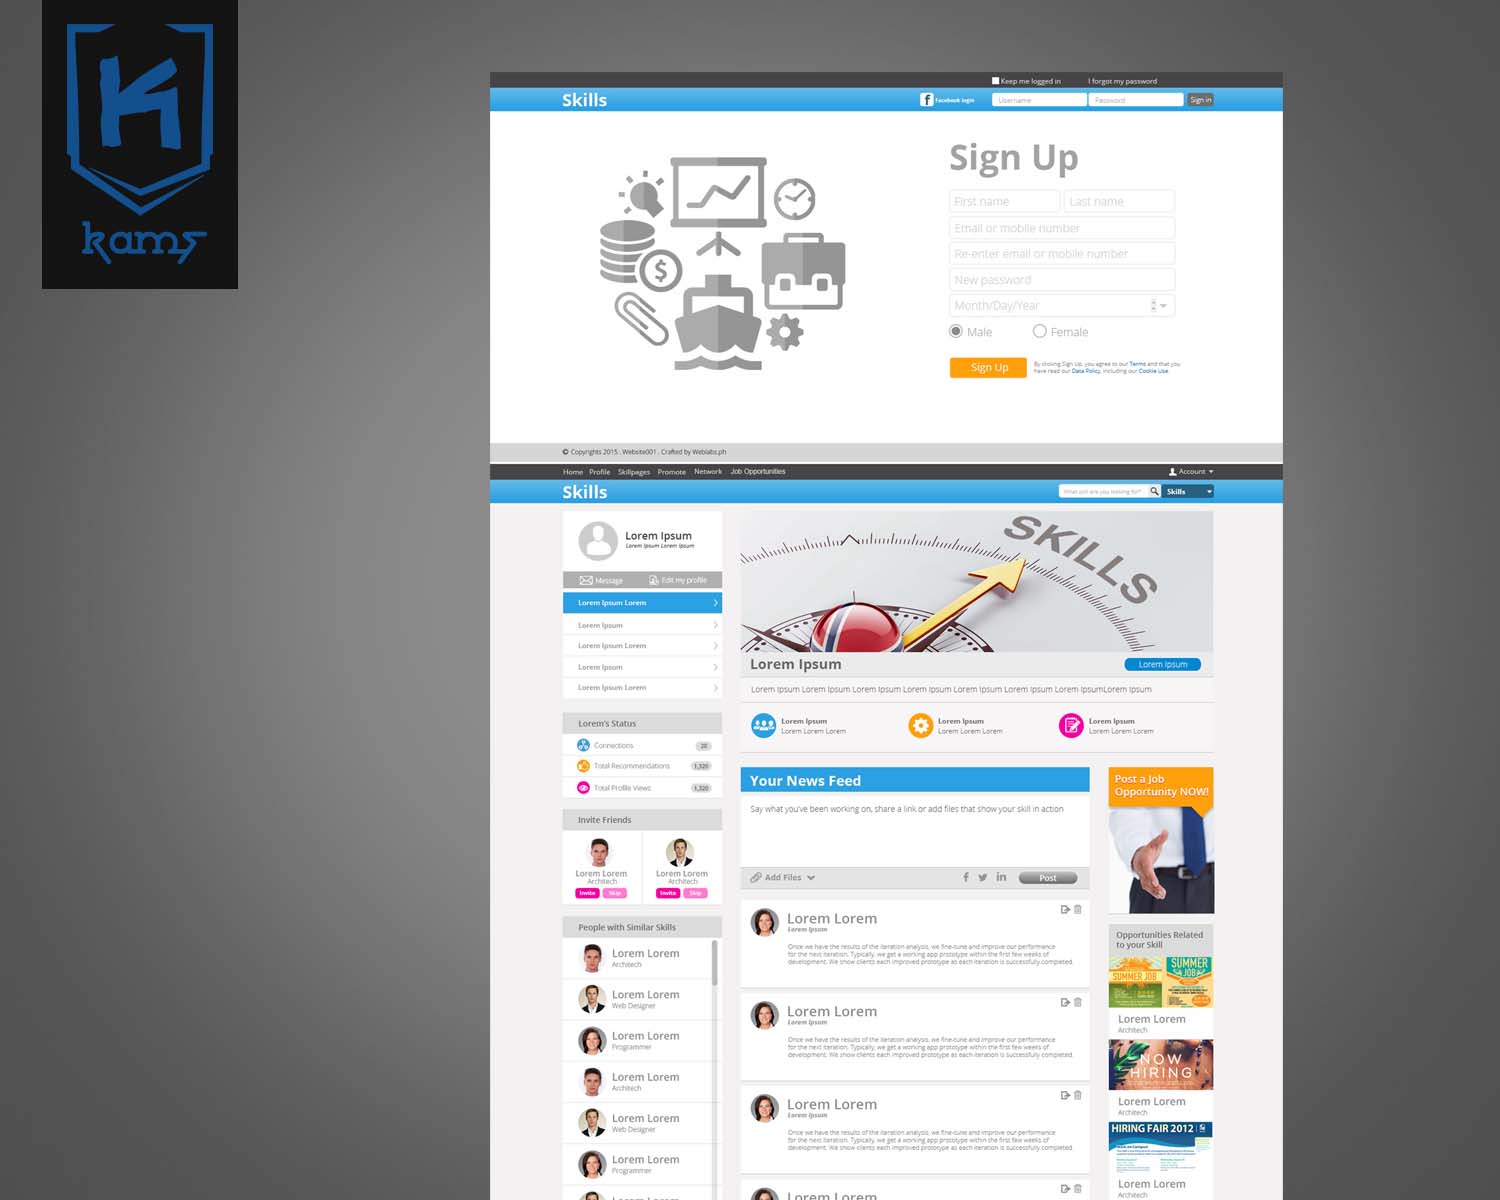 K
kams
Keep me logged in
I forgot my password
Skills
f Facebook login
Username
Password
Sign in
Sign Up
First name
Last name
Email or mobile number
Re-enter email or mobile number
New password
Month/Day/Year
Male
Female
Sign Up
By clicking Sign Up, you agree to our Terms and that you
have read our Data Policy, including our Cookie Use.
© Copyrights 2015 . Website001 . Crafted by Weblabs.ph
Home Profile Skillpages Promote Network Job Opportunities
Account
Skills
What skill are you looking for?
Skills
Lorem Ipsum
Lorem Ipsum Lorem Ipsum
Message
Edit my profile
Lorem Ipsum Lorem
Lorem Ipsum
Lorem Ipsum Lorem
Lorem Ipsum
Lorem Ipsum Lorem
Lorem's Status
Connections 20
Total Recommendations 1,320
Total Profile Views 1,320
Invite Friends
Lorem Lorem
Architech
Invite Skip
Lorem Lorem
Architech
Invite Skip
People with Similar Skills
Lorem Lorem
Architech
Lorem Lorem
Web Designer
Lorem Lorem
Programmer
Lorem Lorem
Architech
Lorem Lorem
Web Designer
Lorem Lorem
Programmer
Lorem Lorem
SKILLS
Lorem Ipsum
Lorem Ipsum
Lorem Ipsum Lorem Ipsum Lorem Ipsum Lorem Ipsum Lorem Ipsum Lorem Ipsum Lorem IpsumLorem Ipsum
Lorem Ipsum
Lorem Lorem Lorem
Lorem Ipsum
Lorem Lorem Lorem
Lorem Ipsum
Lorem Lorem Lorem
Your News Feed
Say what you've been working on, share a link or add files that show your skill in action
Add Files
Post
Lorem Lorem
Lorem Ipsum
Once we have the results of the iteration analysis, we fine-tune and improve our performance
for the next iteration. Typically, we get a working app prototype within the first few weeks of
development. We show clients each improved prototype as each iteration is successfully completed.
Lorem Lorem
Lorem Ipsum
Once we have the results of the iteration analysis, we fine-tune and improve our performance
for the next iteration. Typically, we get a working app prototype within the first few weeks of
development. We show clients each improved prototype as each iteration is successfully completed.
Lorem Lorem
Lorem Ipsum
Once we have the results of the iteration analysis, we fine-tune and improve our performance
for the next iteration. Typically, we get a working app prototype within the first few weeks of
development. We show clients each improved prototype as each iteration is successfully completed.
Lorem Lorem
Post a Job
Opportunity NOW!
Opportunities Related
to your Skill
SUMMER JOB
SUMMER
JOB
Lorem Lorem
Architech
NOW
HIRING
Lorem Lorem
Architech
HIRING FAIR 2012
Lorem Lorem
Architech